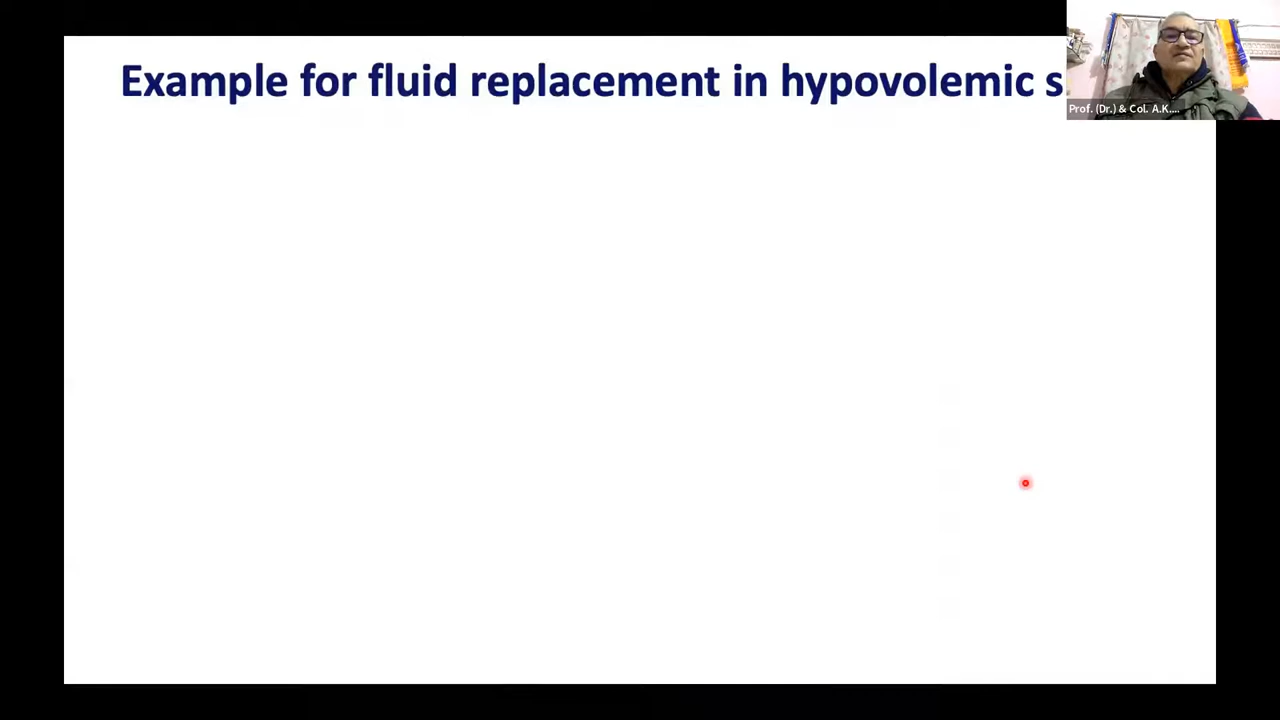 Example for fluid replacement in hypovolemic s
Prof. (Dr.) & Col. A.K....